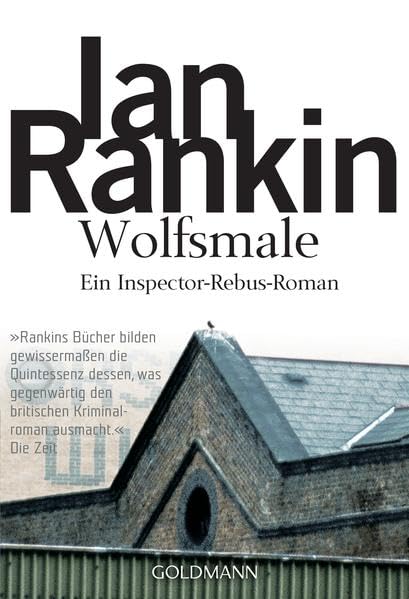 Ian
Rankin
Wolfsmale
Ein Inspector-Rebus-Roman
»Rankins Bücher bilden
gewissermaßen die
Quintessenz dessen, was
gegenwärtig den
britischen Kriminal-
roman ausmacht.«
Die Zeit
GOLDMANN